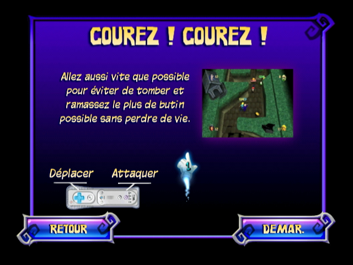 COUREZ ! COUREZ !
Allez aussi vite que possible
pour éviter de tomber et
ramassez le plus de butin
possible sans perdre de vie.
Déplacer Attaquer
RETOUR DEMAR.